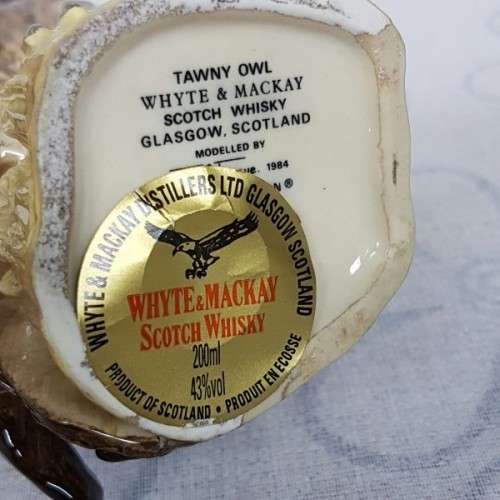 TAWNY OWL
WHYTE & MACKAY
SCOTCH WHISKY
GLASGOW, SCOTLAND
MODELLED BY
1984
®
WHYTE & MACKAY DISTILLERS LTD GLASGOW SCOTLAND
WHYTE & MACKAY
SCOTCH WHISKY
200ml
43%vol
PRODUCT OF SCOTLAND • PRODUIT EN ECOSSE